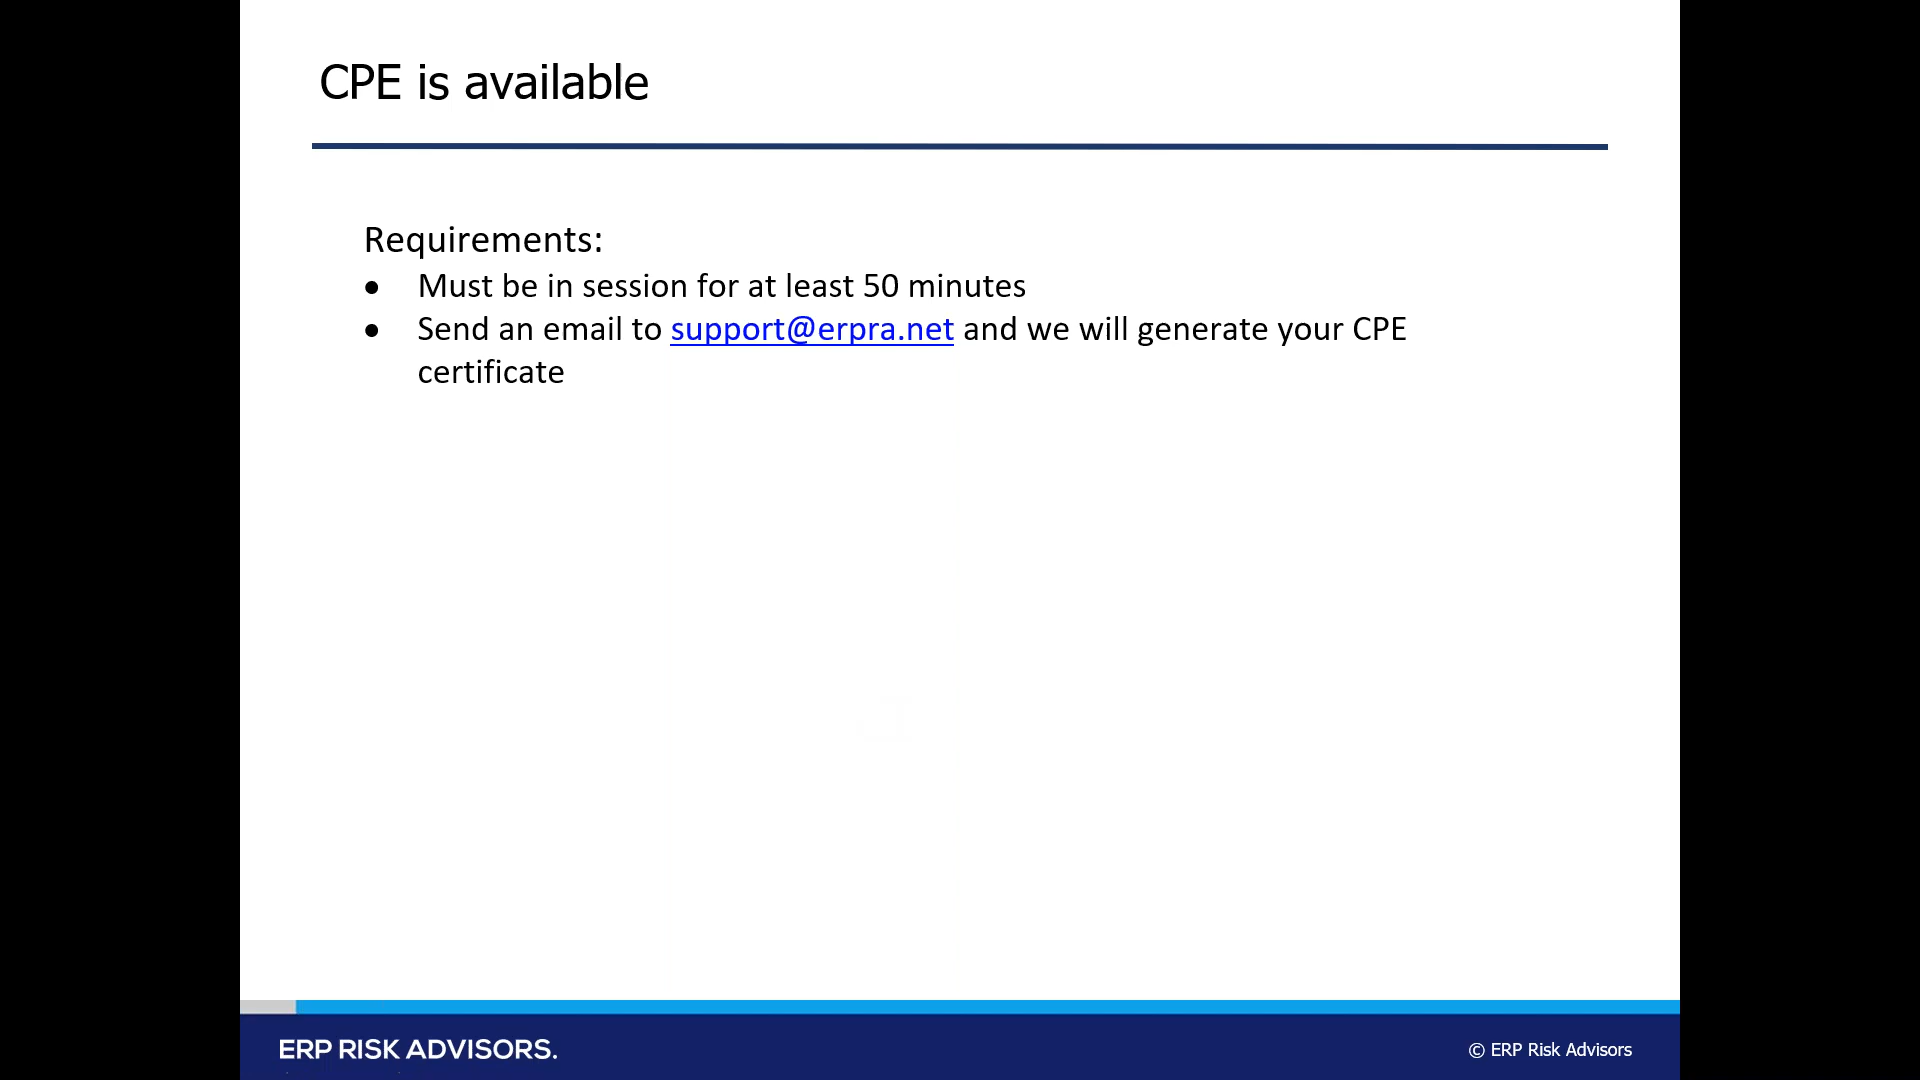 CPE is available
Requirements:
● Must be in session for at least 50 minutes
● Send an email to support@erpra.net and we will generate your CPE
certificate
ERP RISK ADVISORS.
© ERP Risk Advisors